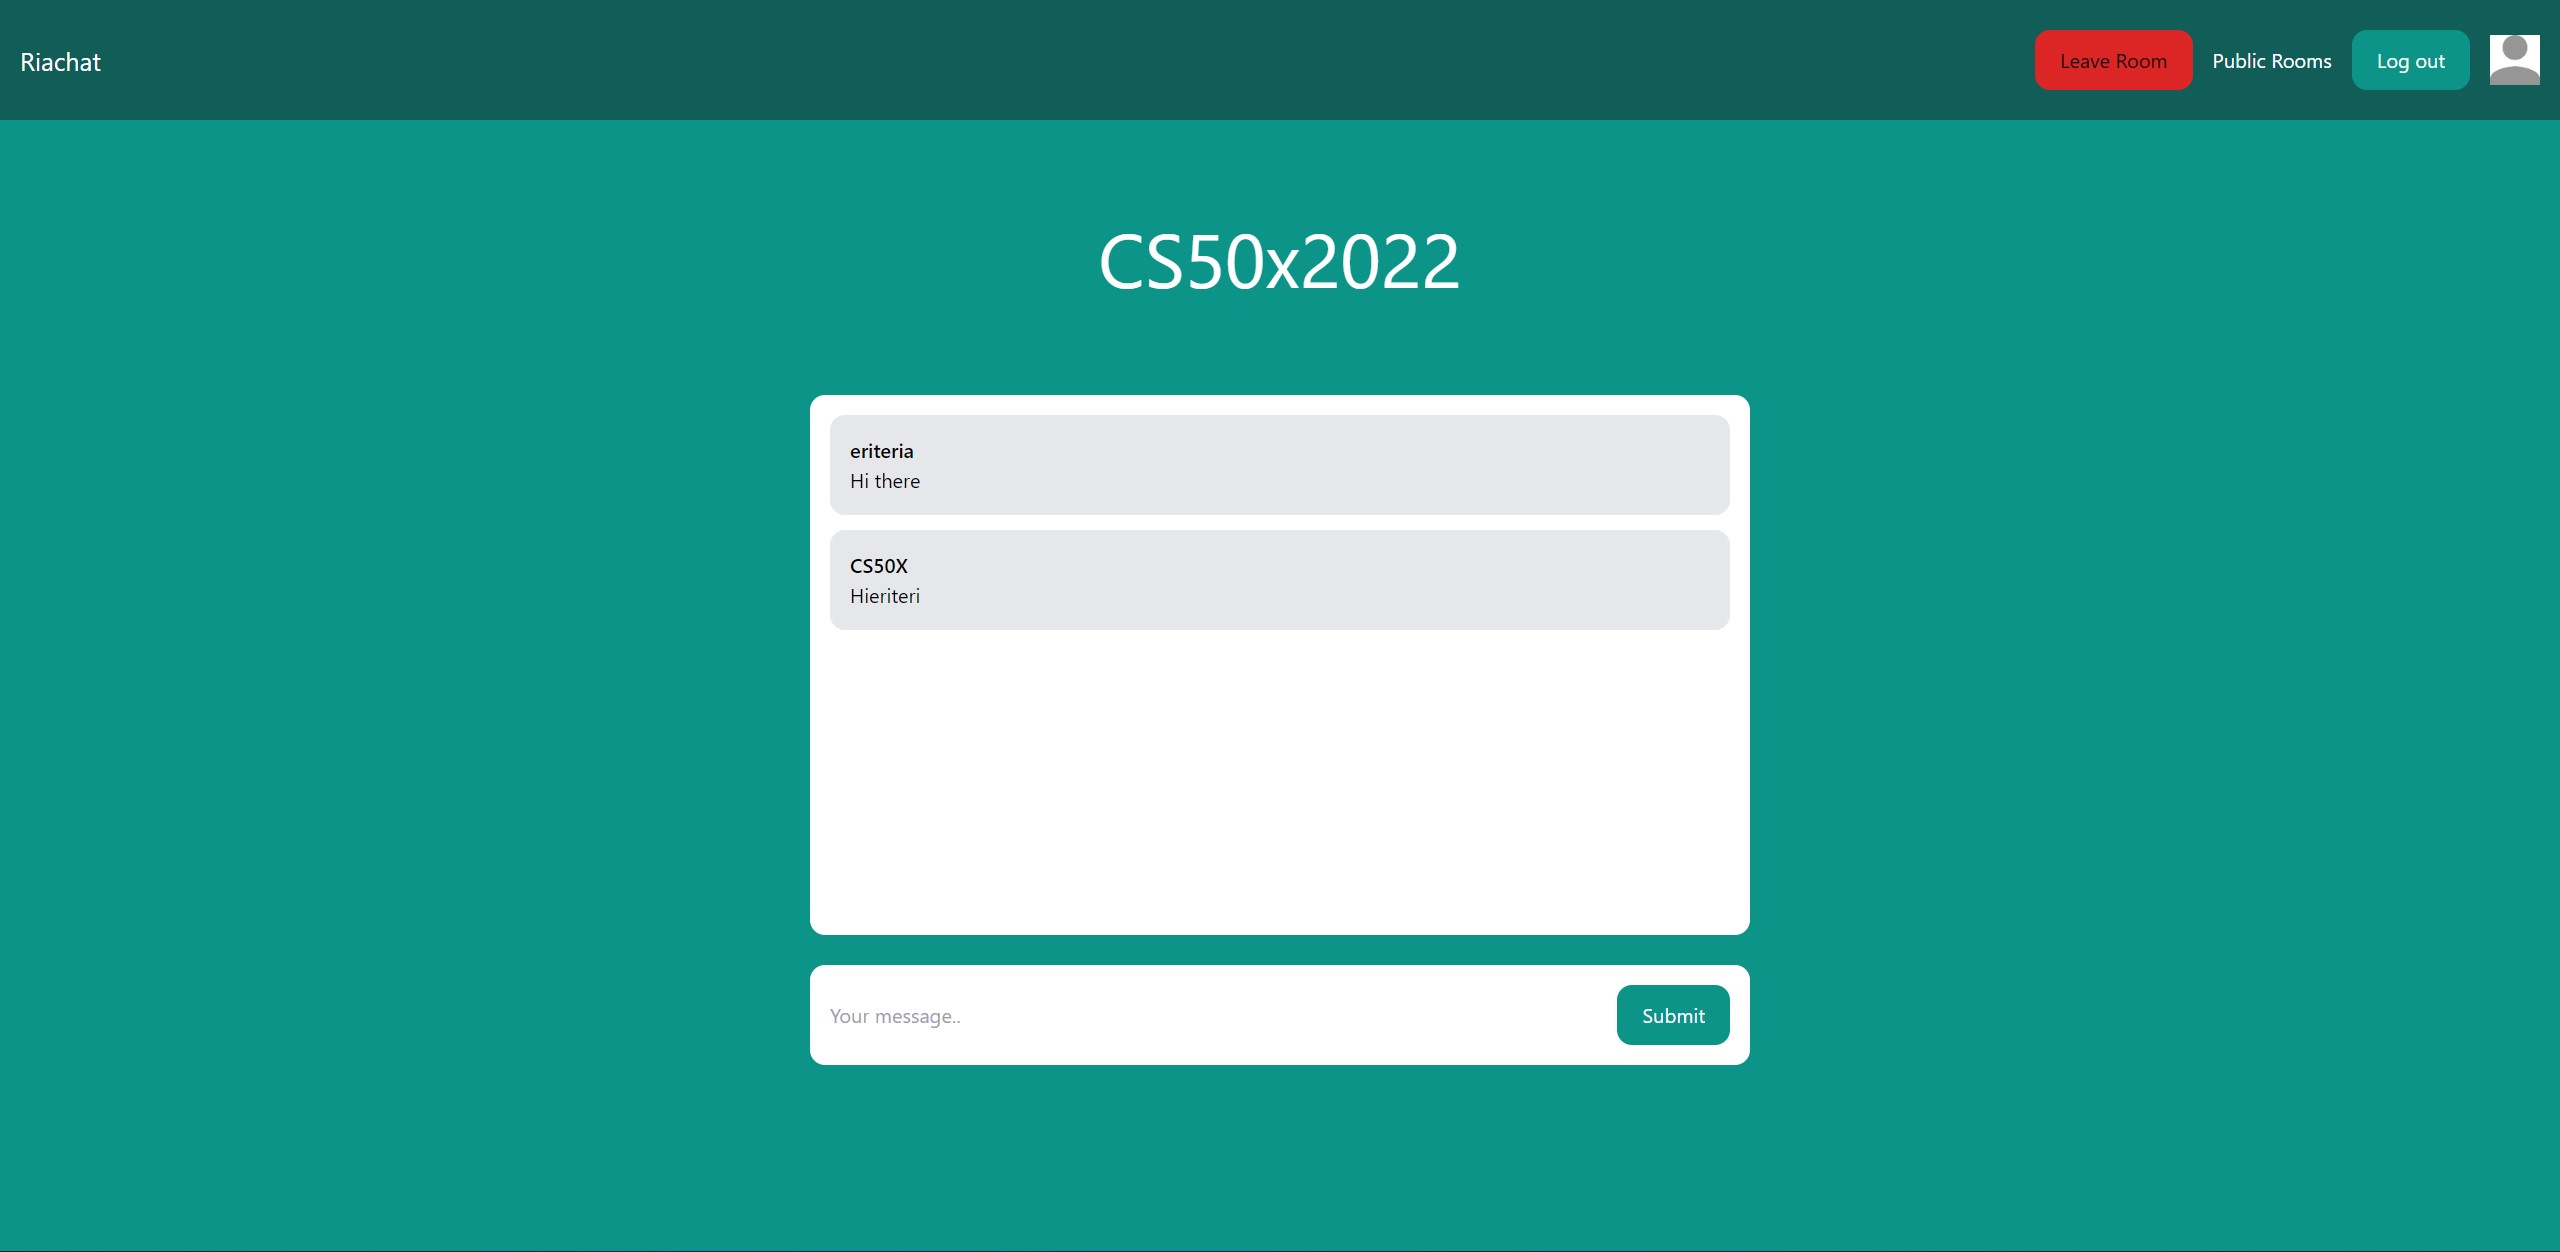 Riachat
Leave Room
Public Rooms
Log out
CS50x2022
eriteria
Hi there
CS50X
Hieriteri
Your message..
Submit